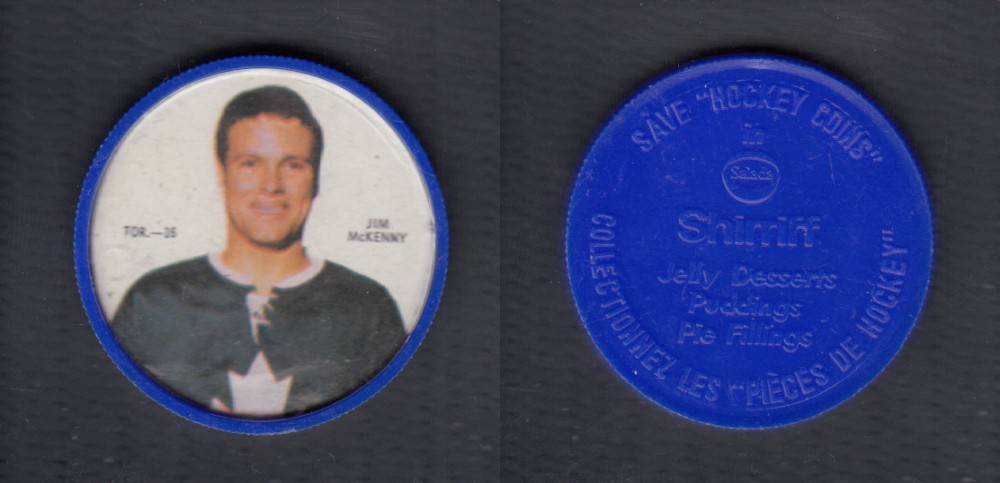 TOR.—16
JIM
McKENNY
SAVE "HOCKEY COINS"
in
Salada
Shirriff
Jelly Desserts
Puddings
Pie Fillings
COLLECTIONNEZ LES "PIÈCES DE HOCKEY"